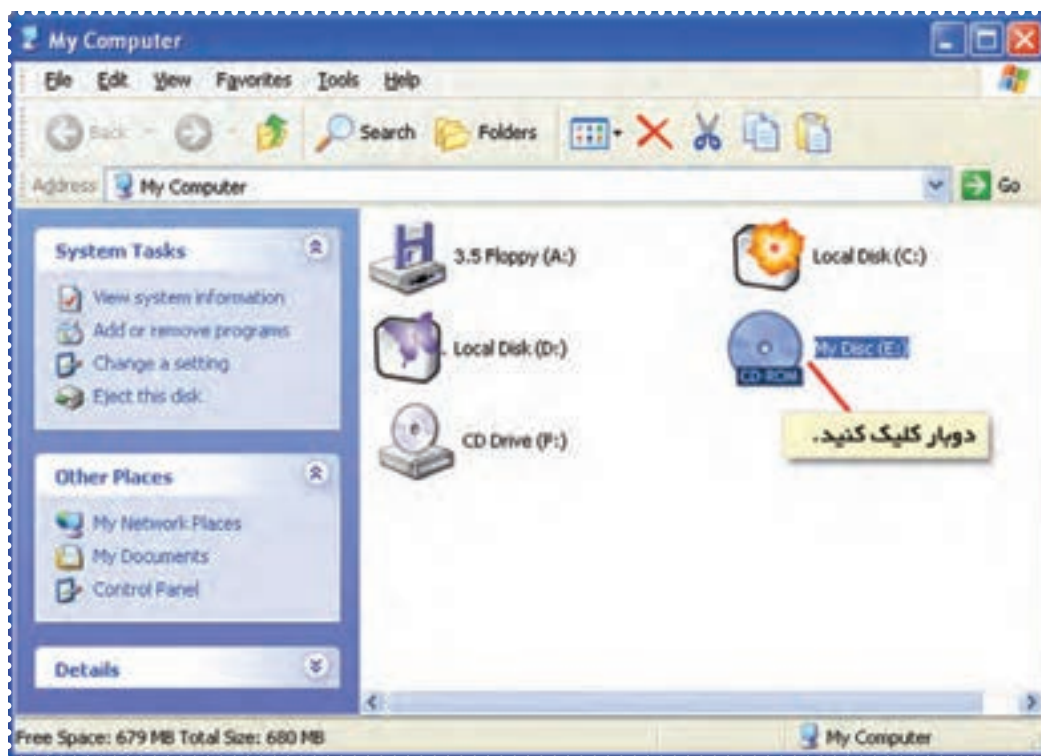 My Computer
File Edit View Favorites Tools Help
Back Search Folders
Address My Computer Go
System Tasks
View system information
Add or remove programs
Change a setting
Eject this disk
Other Places
My Network Places
My Documents
Control Panel
Details
3.5 Floppy (A:)
Local Disk (C:)
Local Disk (D:)
My Disc (E:)
CD-ROM
دوبار کلیک کنید.
CD Drive (F:)
Free Space: 679 MB Total Size: 680 MB
My Computer